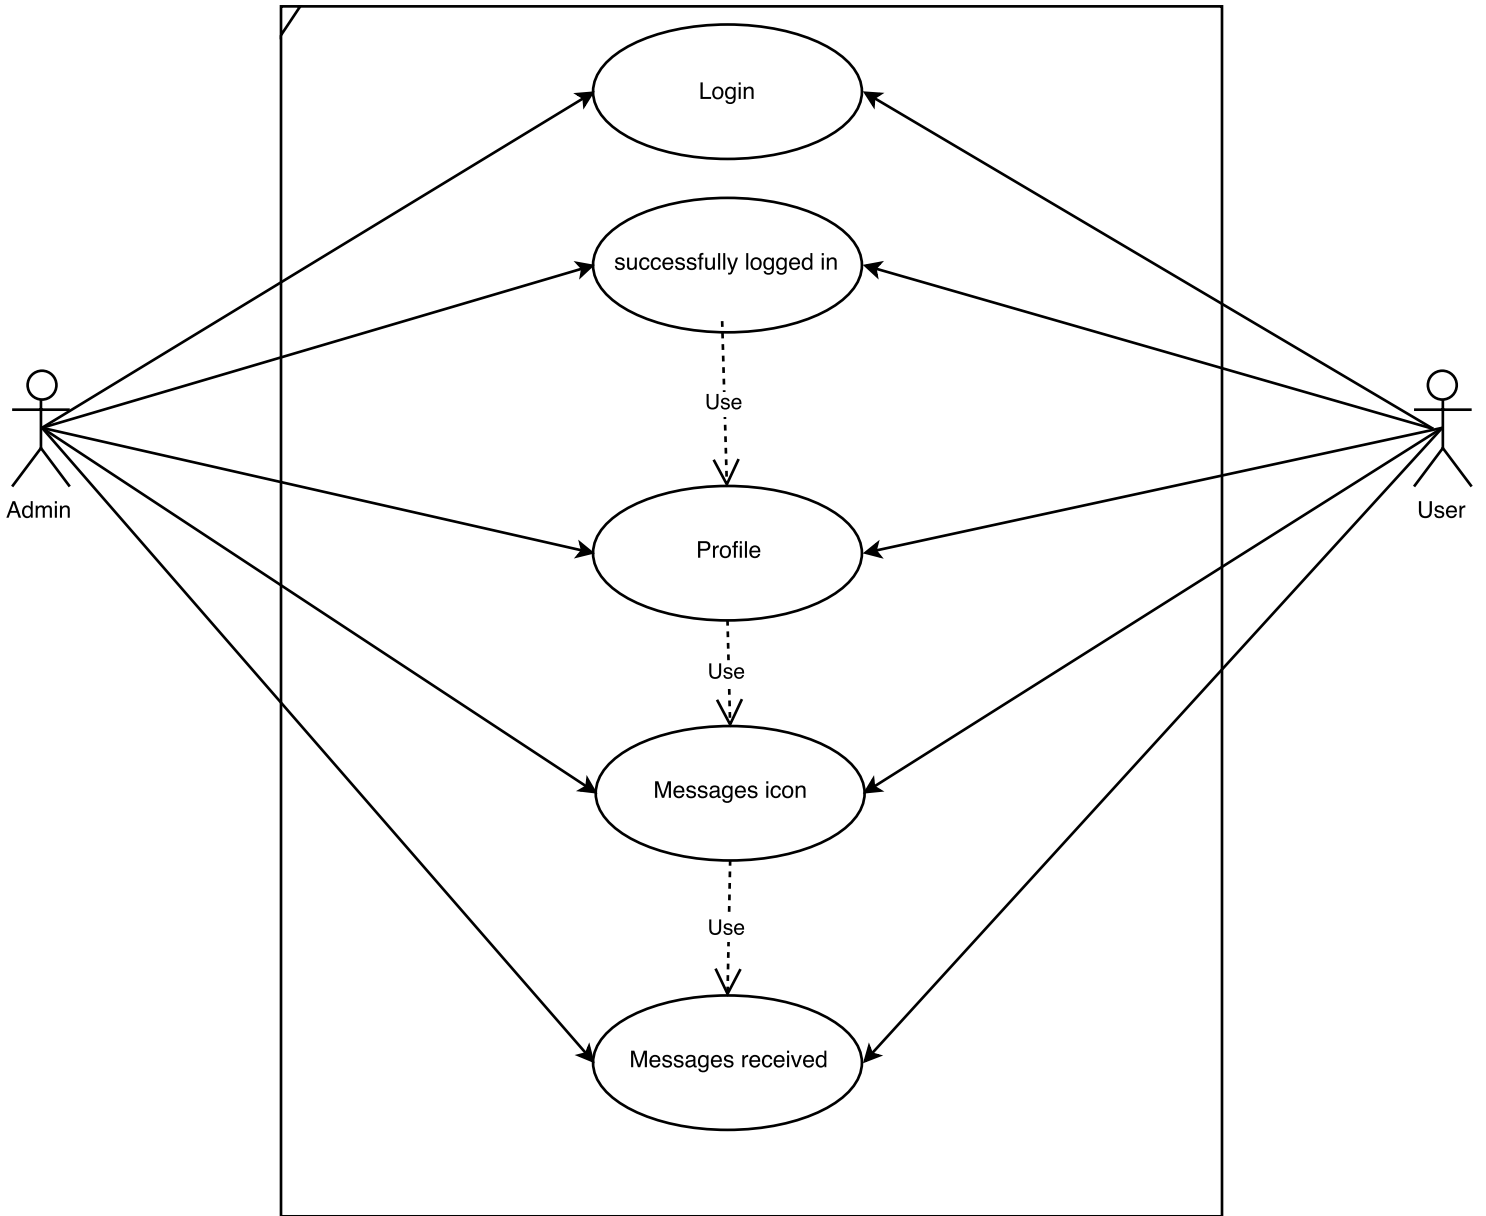 Login
successfully logged in
Use
Admin
User
Profile
Use
Messages icon
Use
Messages received